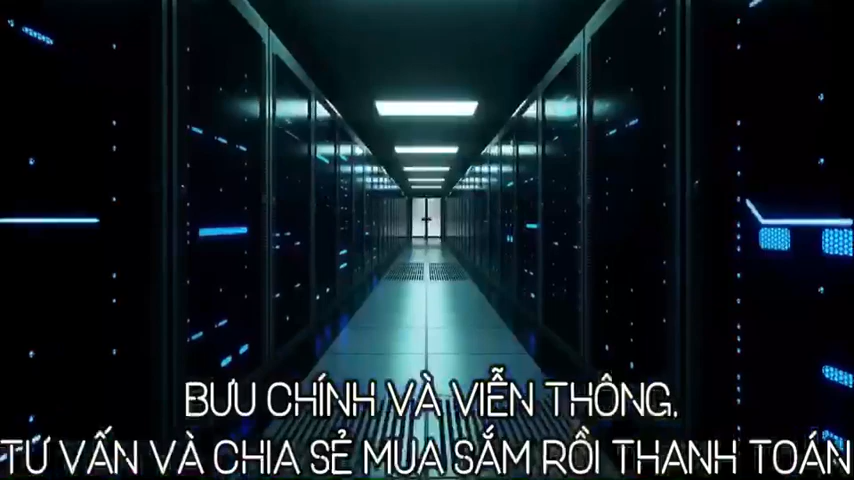 BƯU CHÍNH VÀ VIỄN THÔNG,
TƯ VẤN VÀ CHIA SẺ MUA SẮM RỒI THANH TOÁN